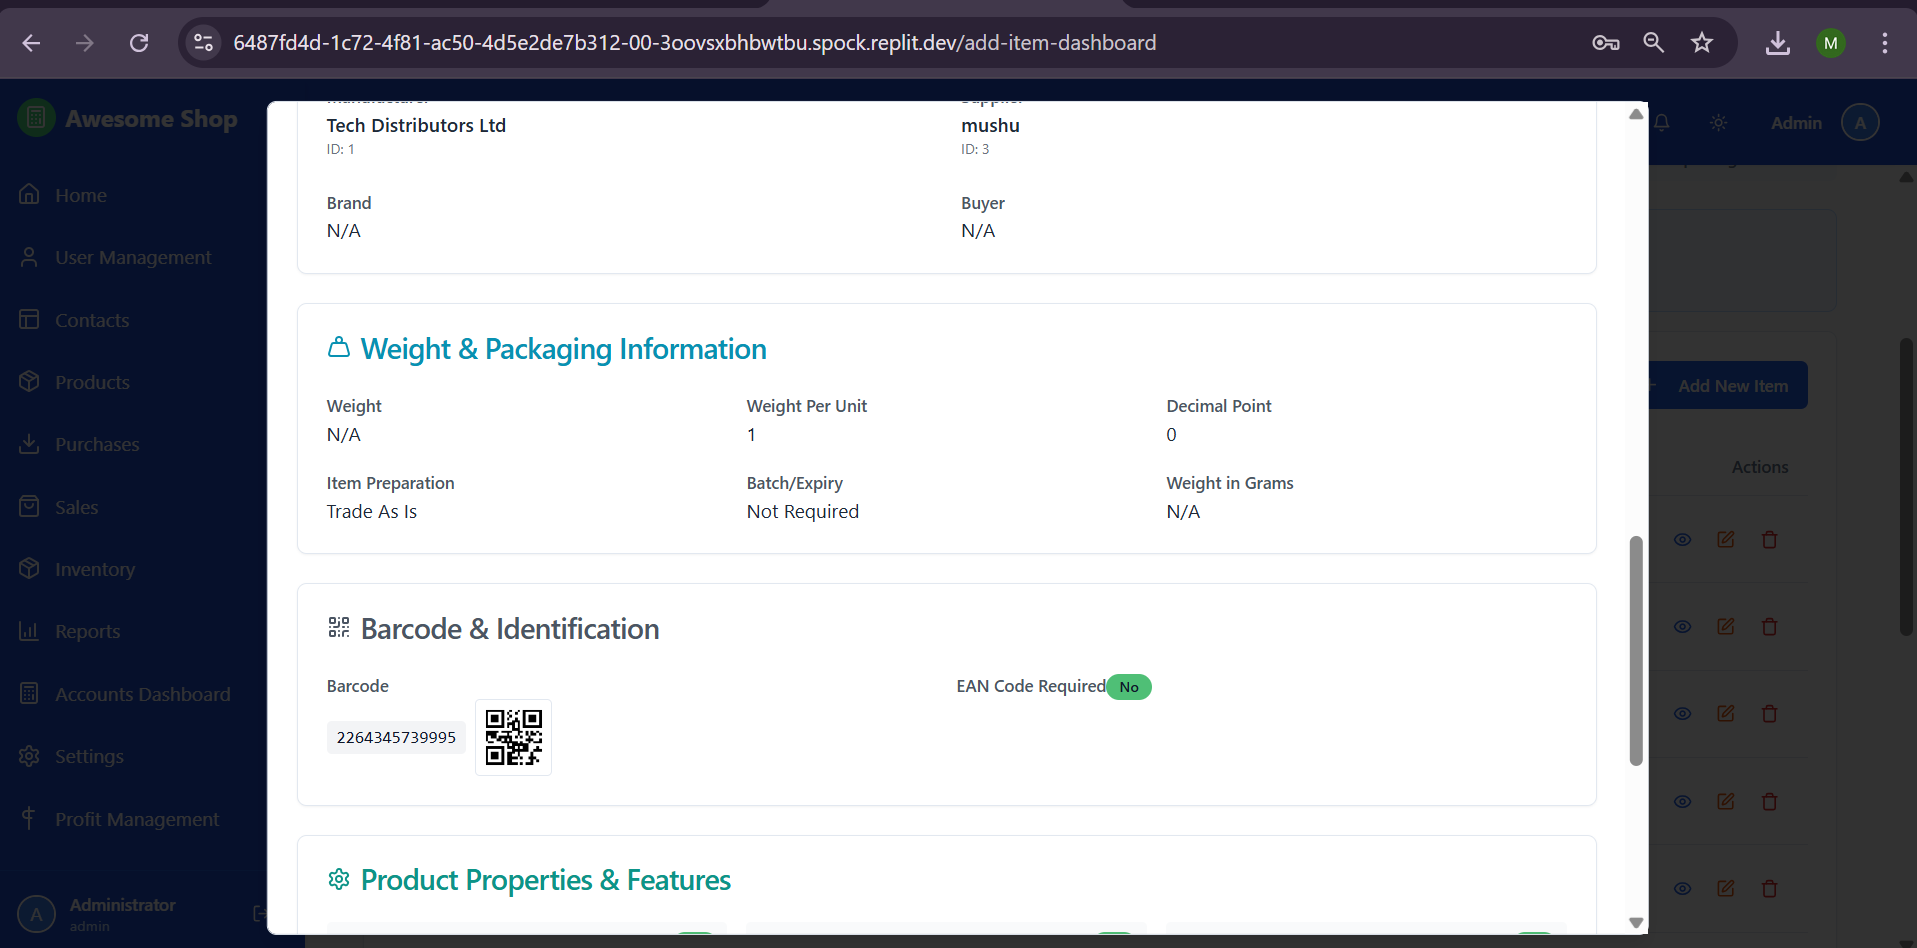 6487fd4d-1c72-4f81-ac50-4d5e2de7b312-00-3oovsxbhbwtbu.spock.replit.dev/add-item-dashboard
M
Awesome Shop
Admin
A
Home
User Management
Contacts
Products
Purchases
Sales
Inventory
Reports
Accounts Dashboard
Settings
Profit Management
A
Administrator
admin
Manufacturer
Supplier
Tech Distributors Ltd
mushu
ID: 1
ID: 3
Brand
Buyer
N/A
N/A
Weight & Packaging Information
Weight
Weight Per Unit
Decimal Point
N/A
1
0
Item Preparation
Batch/Expiry
Weight in Grams
Trade As Is
Not Required
N/A
Barcode & Identification
Barcode
EAN Code Required
No
2264345739995
Product Properties & Features
Add New Item
Actions